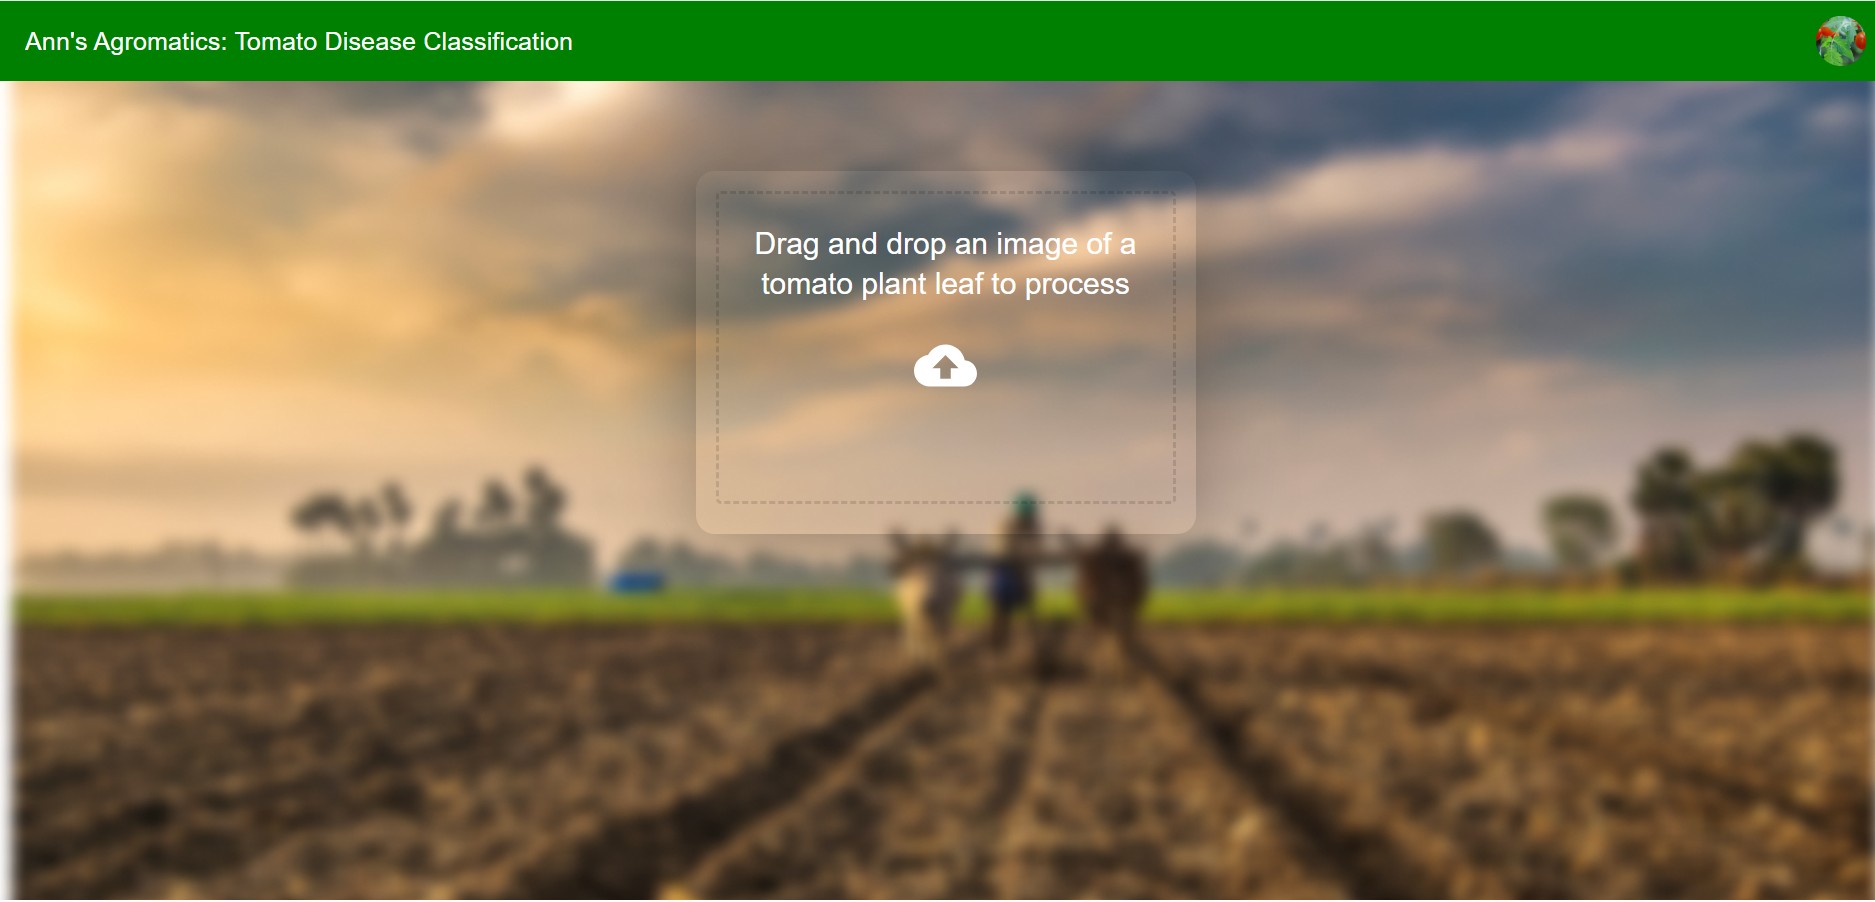 Ann's Agromatics: Tomato Disease Classification
Drag and drop an image of a
tomato plant leaf to process